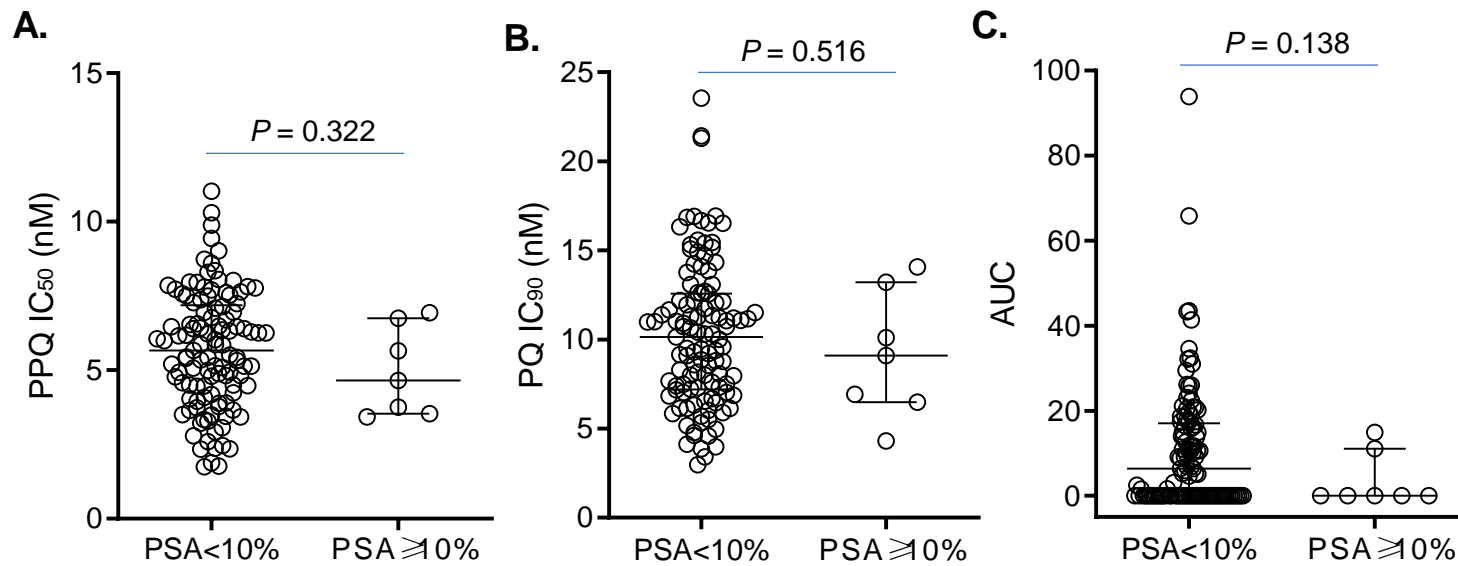 A.
P = 0.322
PPQ IC50 (nM)
15
10
5
0
PSA<10%
PSA⩾10%
B.
P = 0.516
PQ IC90 (nM)
25
20
15
10
5
0
PSA<10%
PSA⩾10%
C.
P = 0.138
AUC
100
80
60
40
20
0
PSA<10%
PSA⩾10%